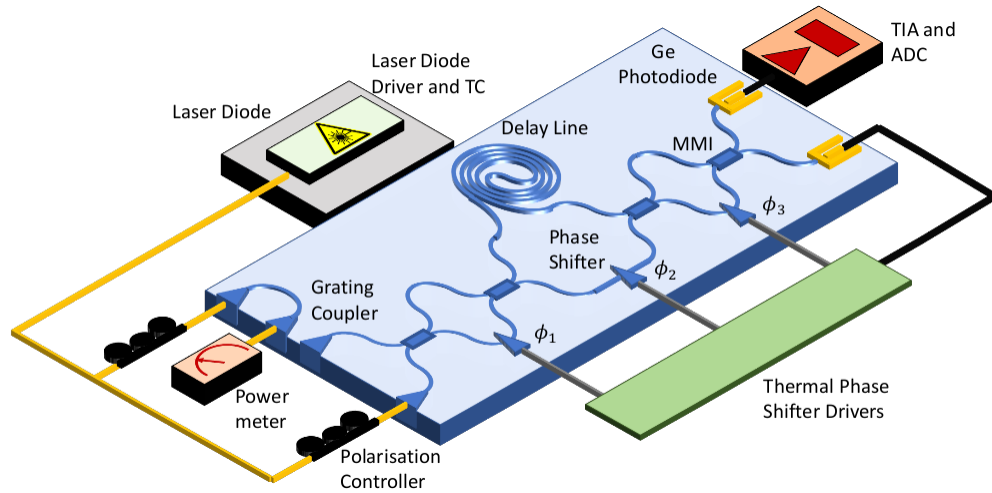 TIA and
ADC
Ge
Photodiode
Laser Diode
Driver and TC
Laser Diode
Delay Line
MMI
ϕ3
Phase
Shifter
ϕ2
Grating
Coupler
ϕ1
Power
meter
Thermal Phase
Shifter Drivers
Polarisation
Controller